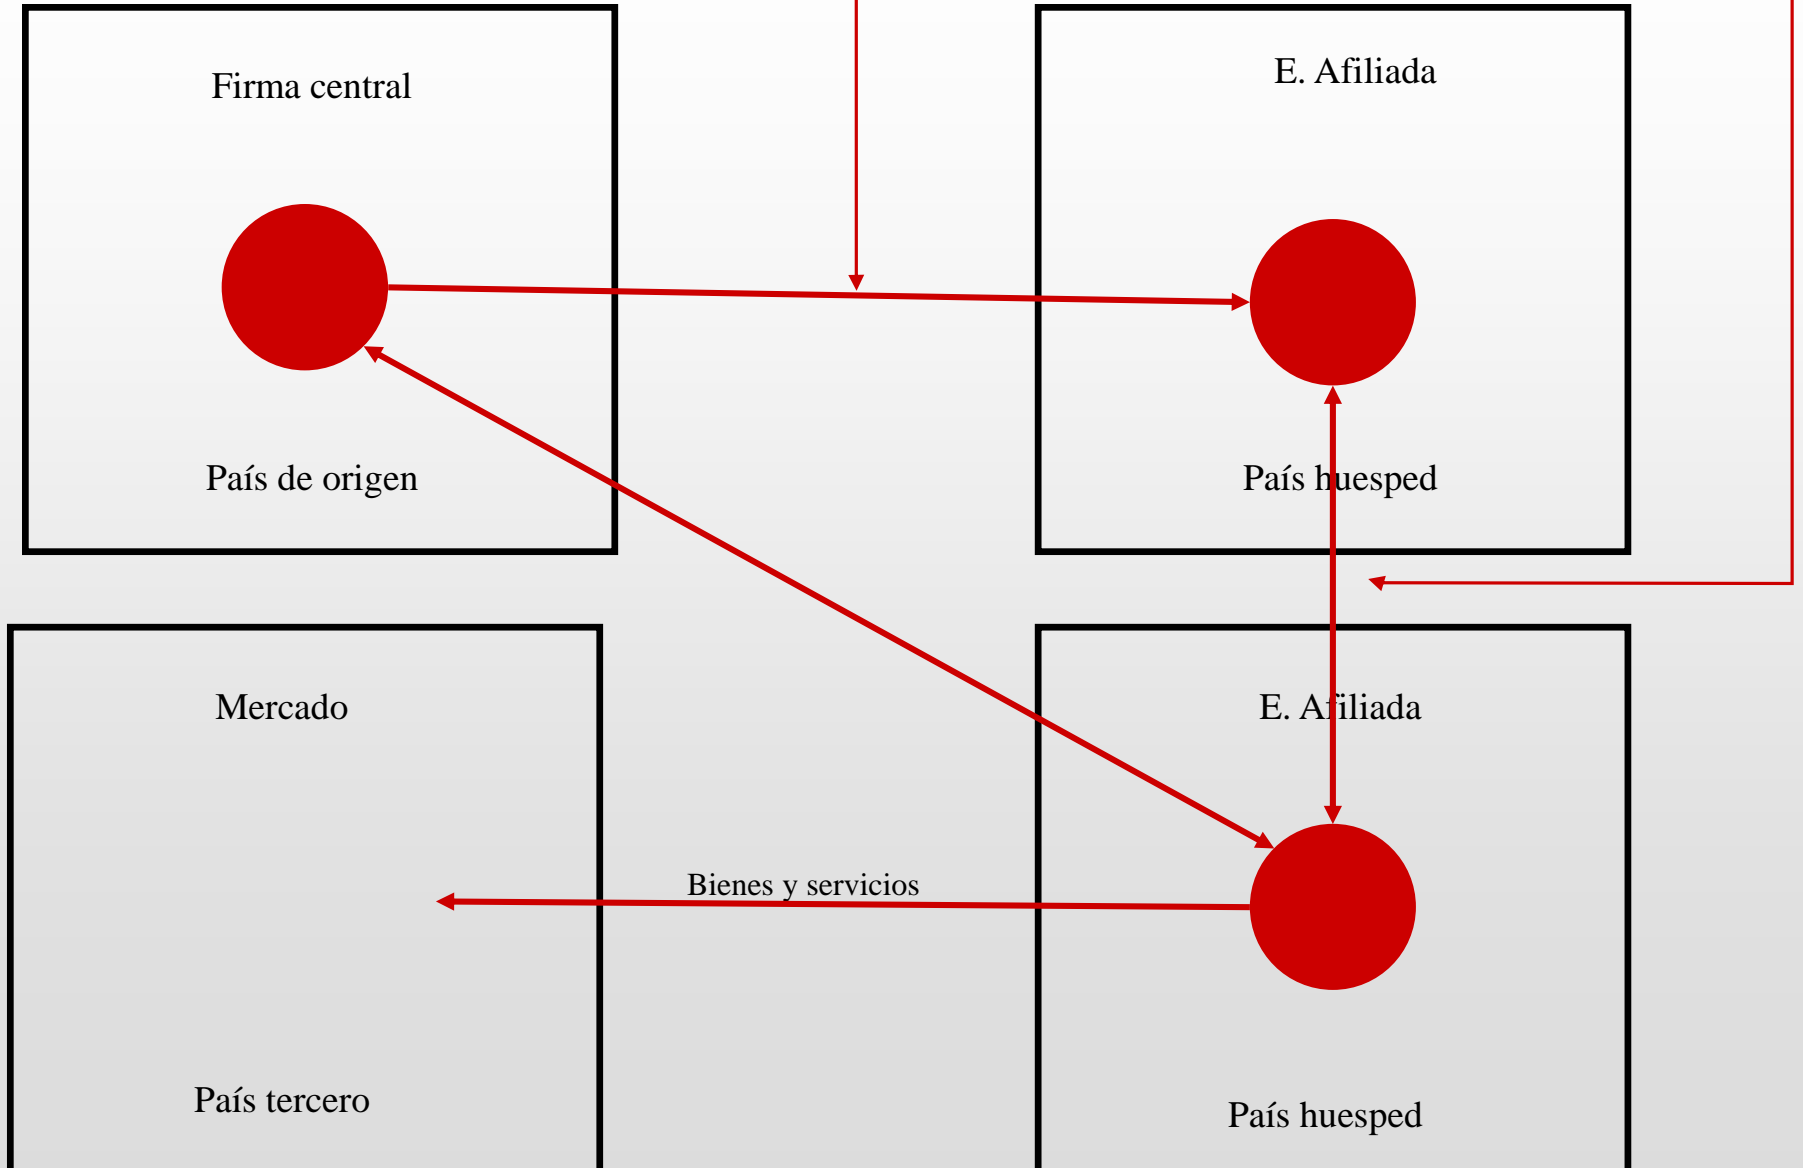 Firma central
E. Afiliada
País de origen
País huesped
Mercado
E. Afiliada
Bienes y servicios
País tercero
País huesped